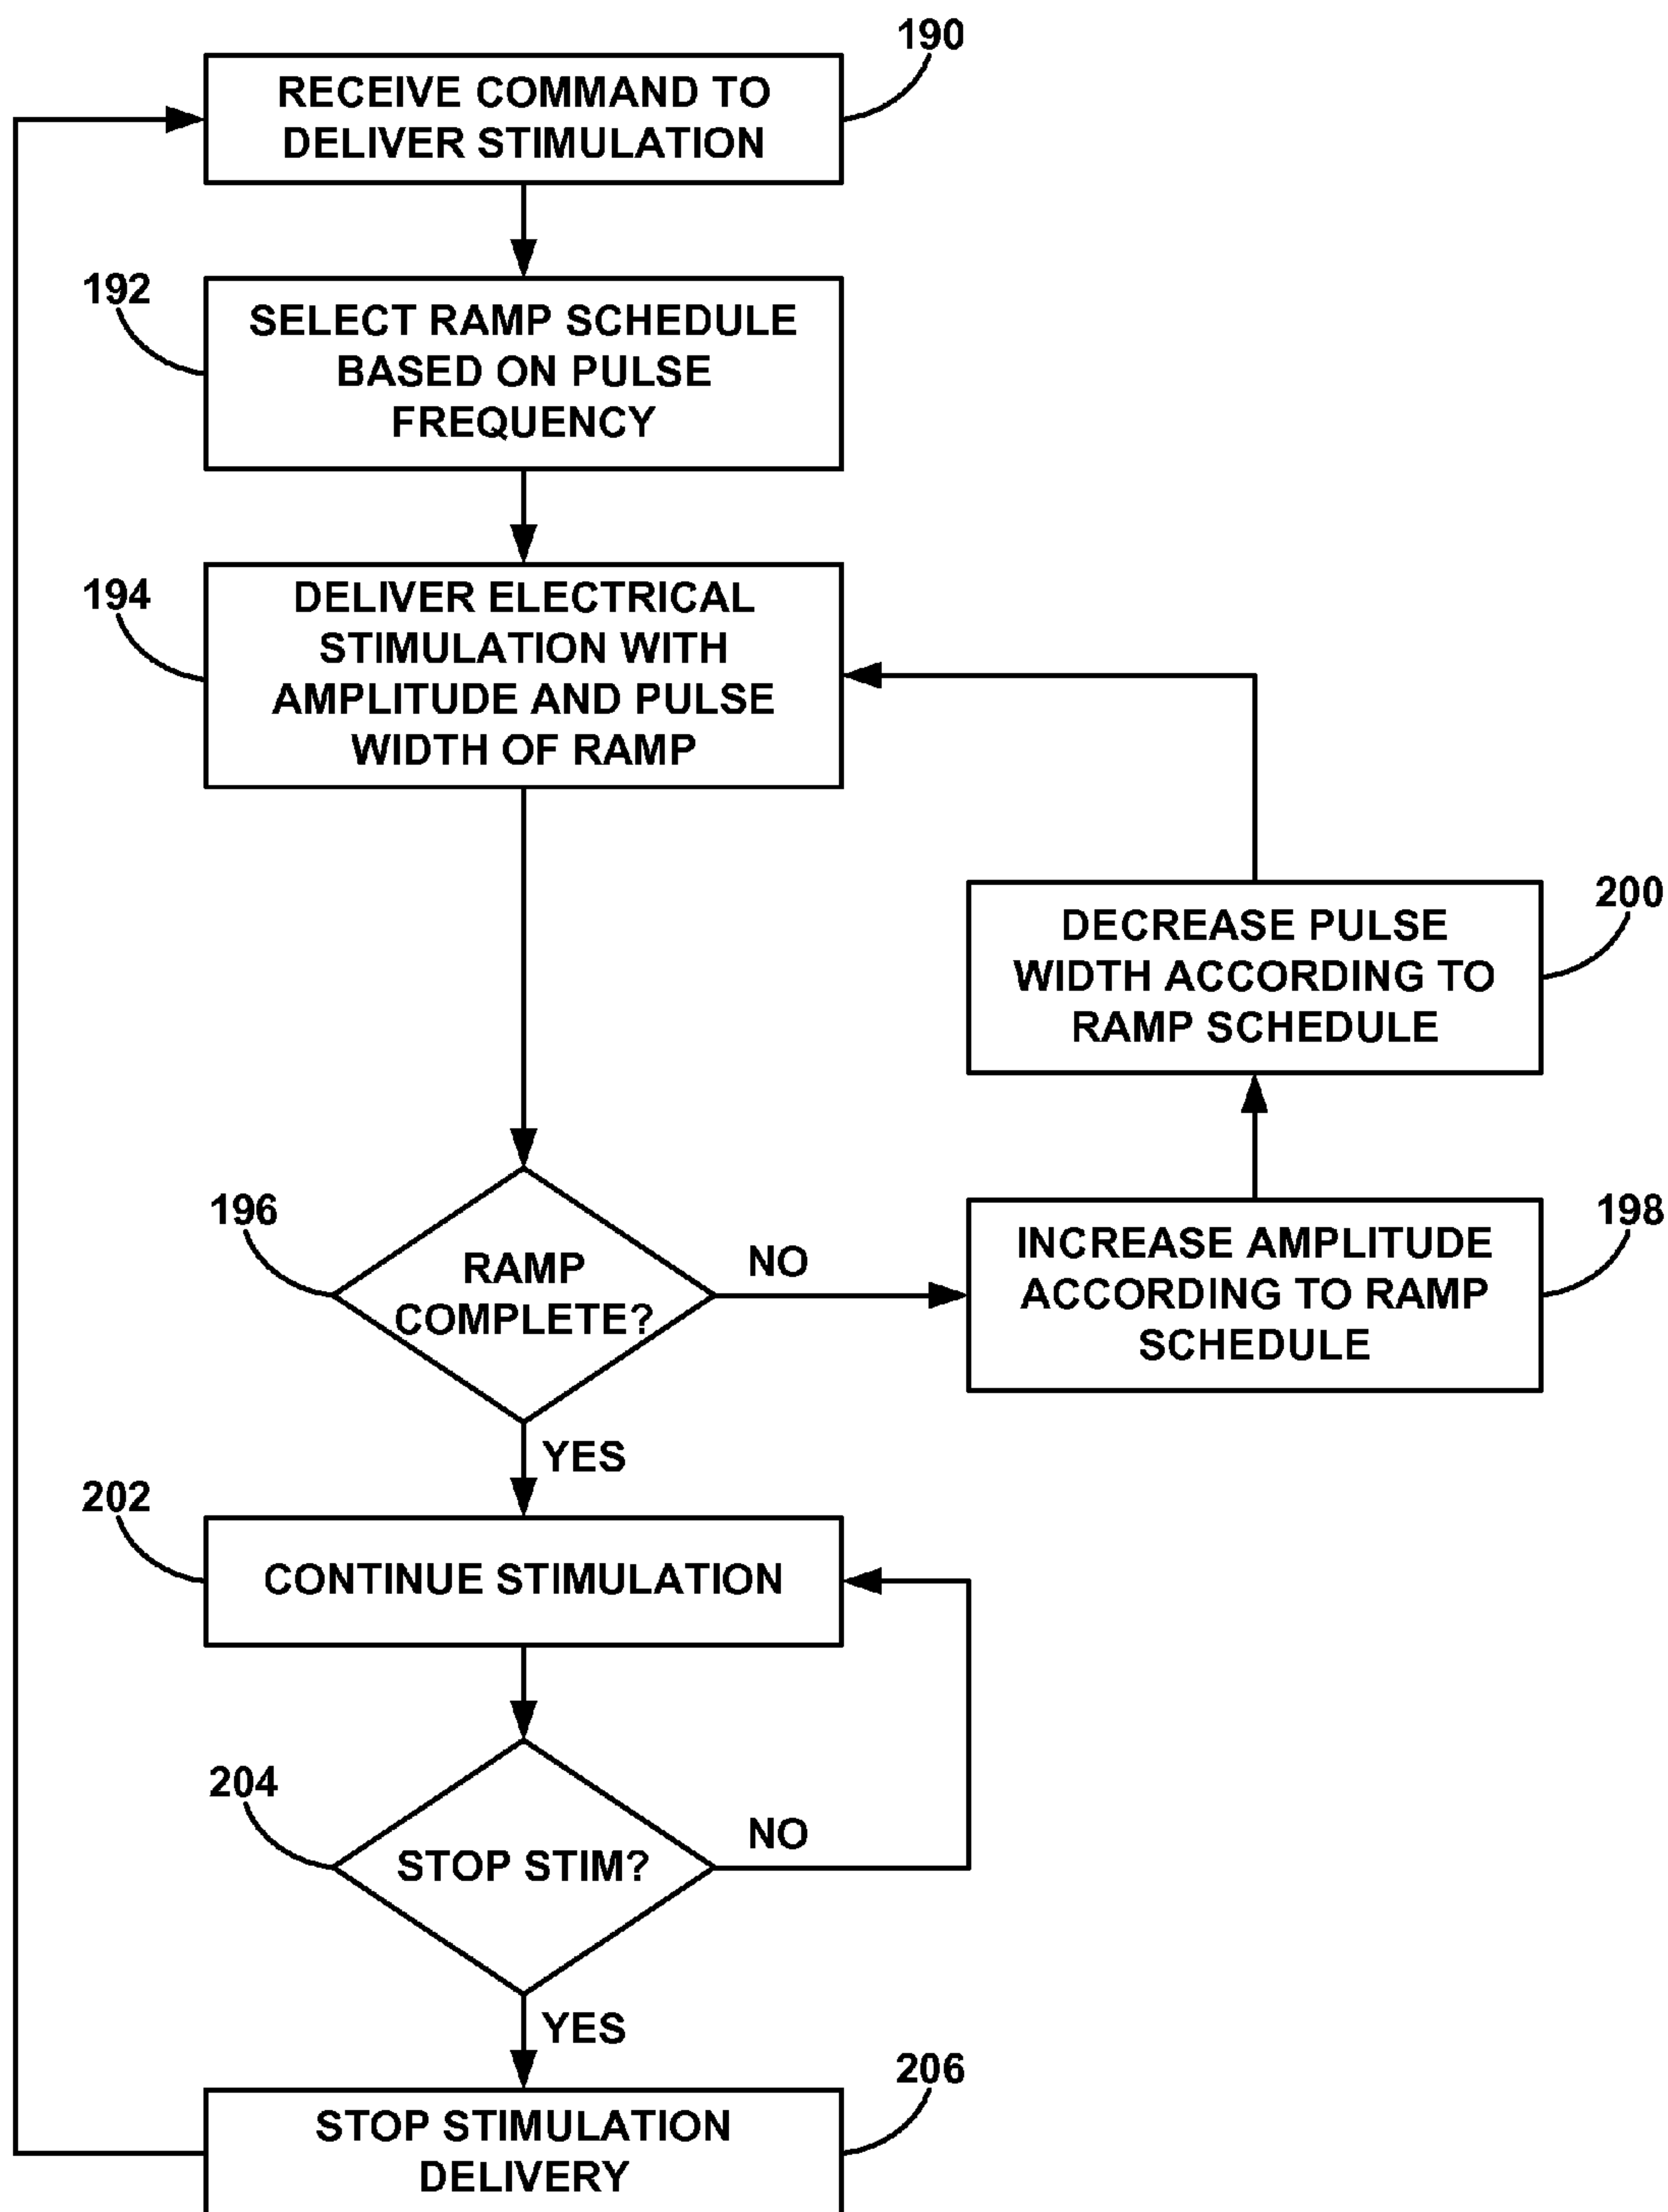 190
RECEIVE COMMAND TO
DELIVER STIMULATION
192
SELECT RAMP SCHEDULE
BASED ON PULSE
FREQUENCY
194
DELIVER ELECTRICAL
STIMULATION WITH
AMPLITUDE AND PULSE
WIDTH OF RAMP
200
DECREASE PULSE
WIDTH ACCORDING TO
RAMP SCHEDULE
196
RAMP
COMPLETE?
NO
198
INCREASE AMPLITUDE
ACCORDING TO RAMP
SCHEDULE
YES
202
CONTINUE STIMULATION
204
STOP STIM?
NO
YES
206
STOP STIMULATION
DELIVERY